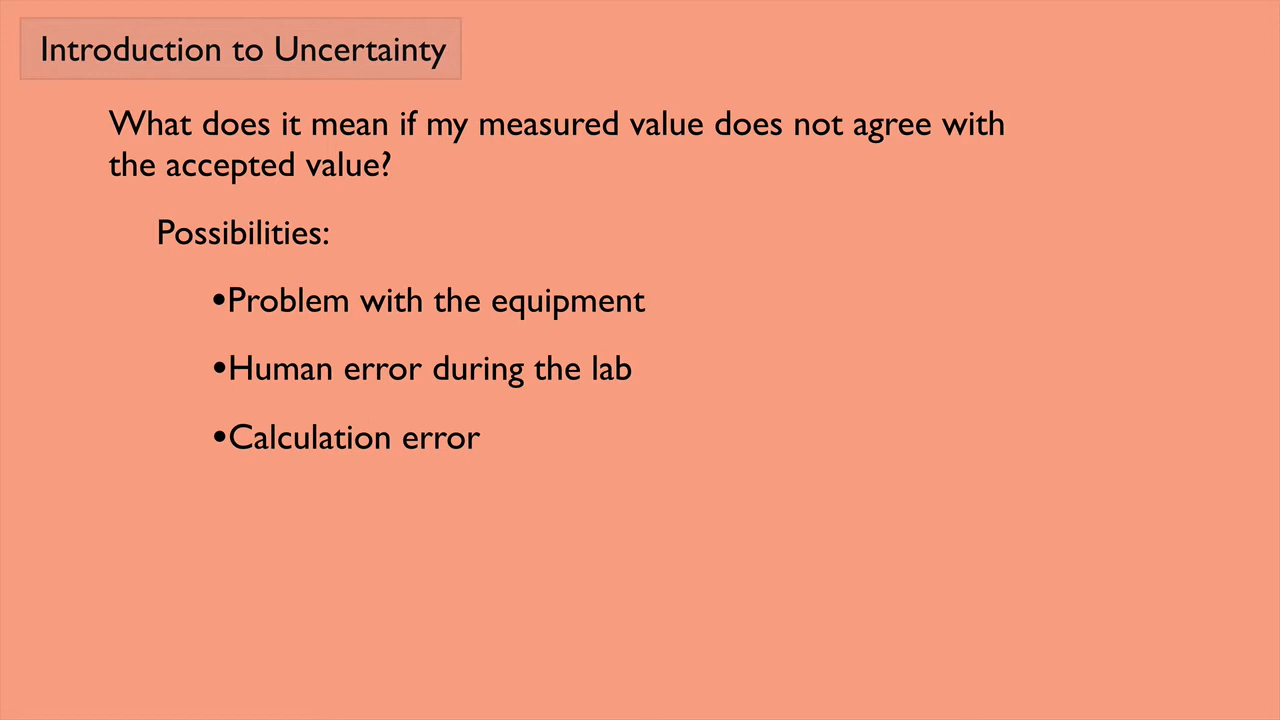 Introduction to Uncertainty
What does it mean if my measured value does not agree with
the accepted value?
Possibilities:
•Problem with the equipment
•Human error during the lab
•Calculation error